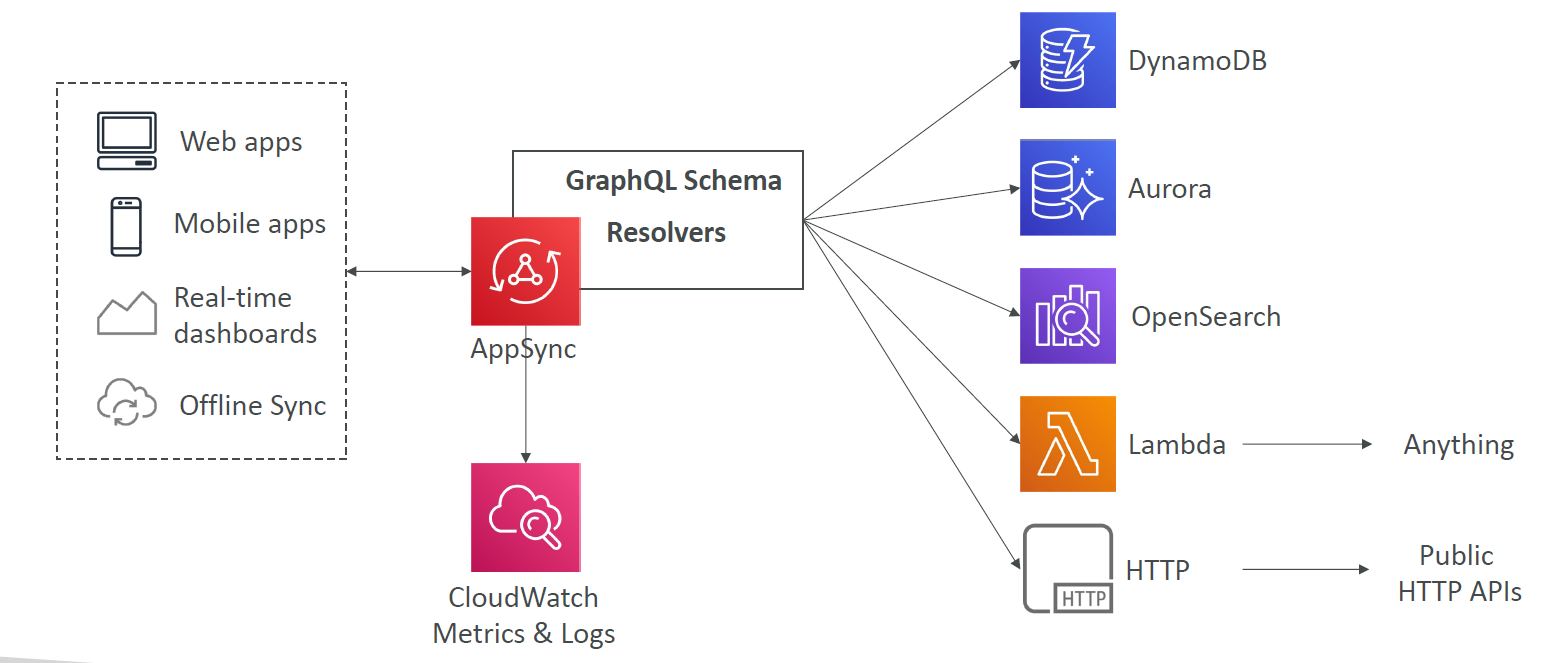 Web apps
Mobile apps
Real-time
dashboards
Offline Sync
GraphQL Schema
Resolvers
AppSync
CloudWatch
Metrics & Logs
DynamoDB
Aurora
OpenSearch
Lambda
Anything
HTTP
HTTP
Public
HTTP APIs